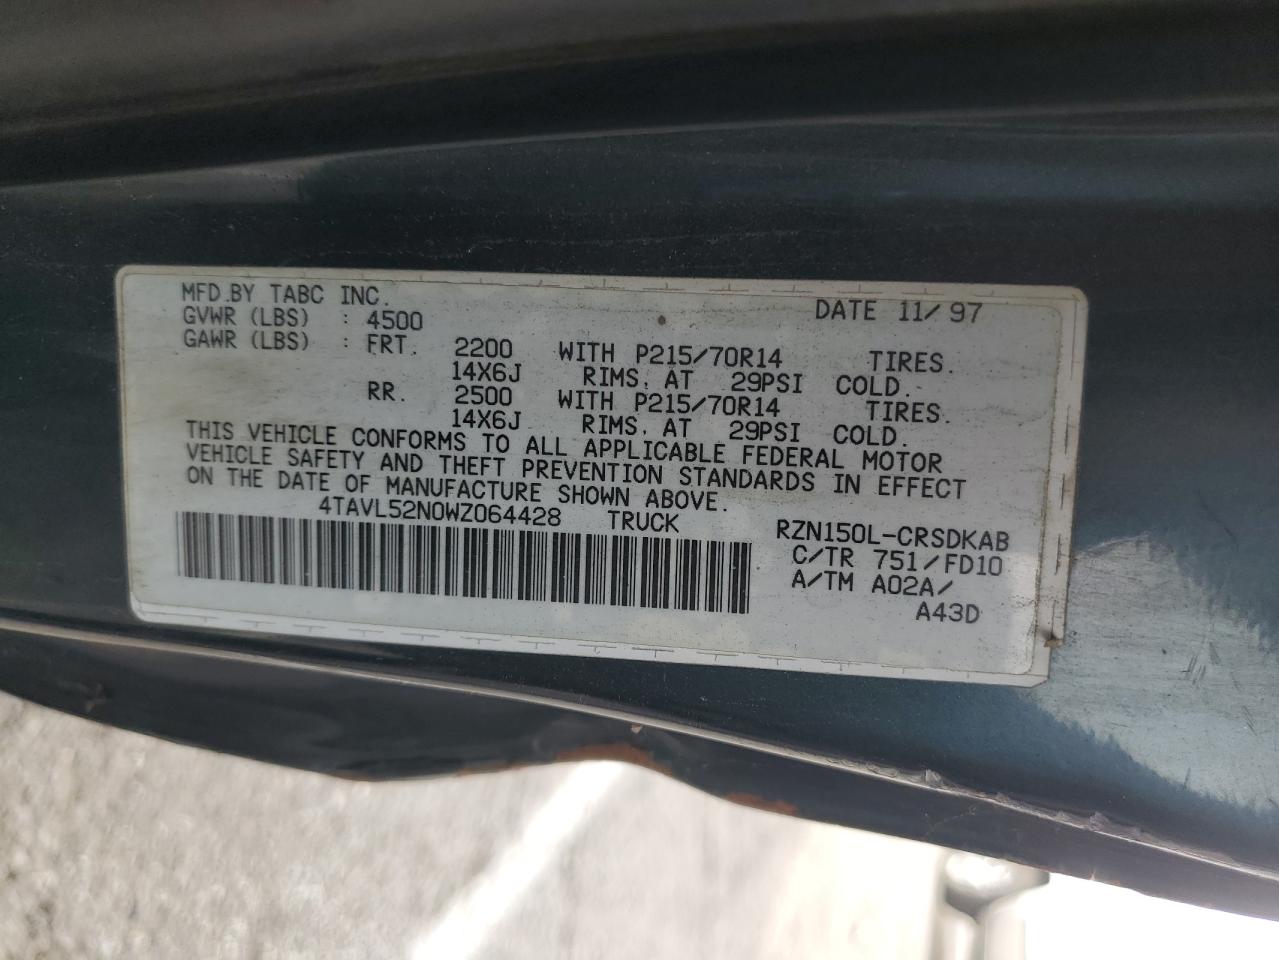 MFD.BY TABC INC. DATE 11/97
GVWR (LBS) : 4500
GAWR (LBS) : FRT. 2200 WITH P215/70R14 TIRES.
14X6J RIMS. AT 29PSI COLD.
RR. 2500 WITH P215/70R14 TIRES.
14X6J RIMS. AT 29PSI COLD.
THIS VEHICLE CONFORMS TO ALL APPLICABLE FEDERAL MOTOR
VEHICLE SAFETY AND THEFT PREVENTION STANDARDS IN EFFECT
ON THE DATE OF MANUFACTURE SHOWN ABOVE.
4TAVL52N0WZ064428 TRUCK RZN150L-CRSDKAB
C/TR 751/FD10
A/TM A02A/
A43D